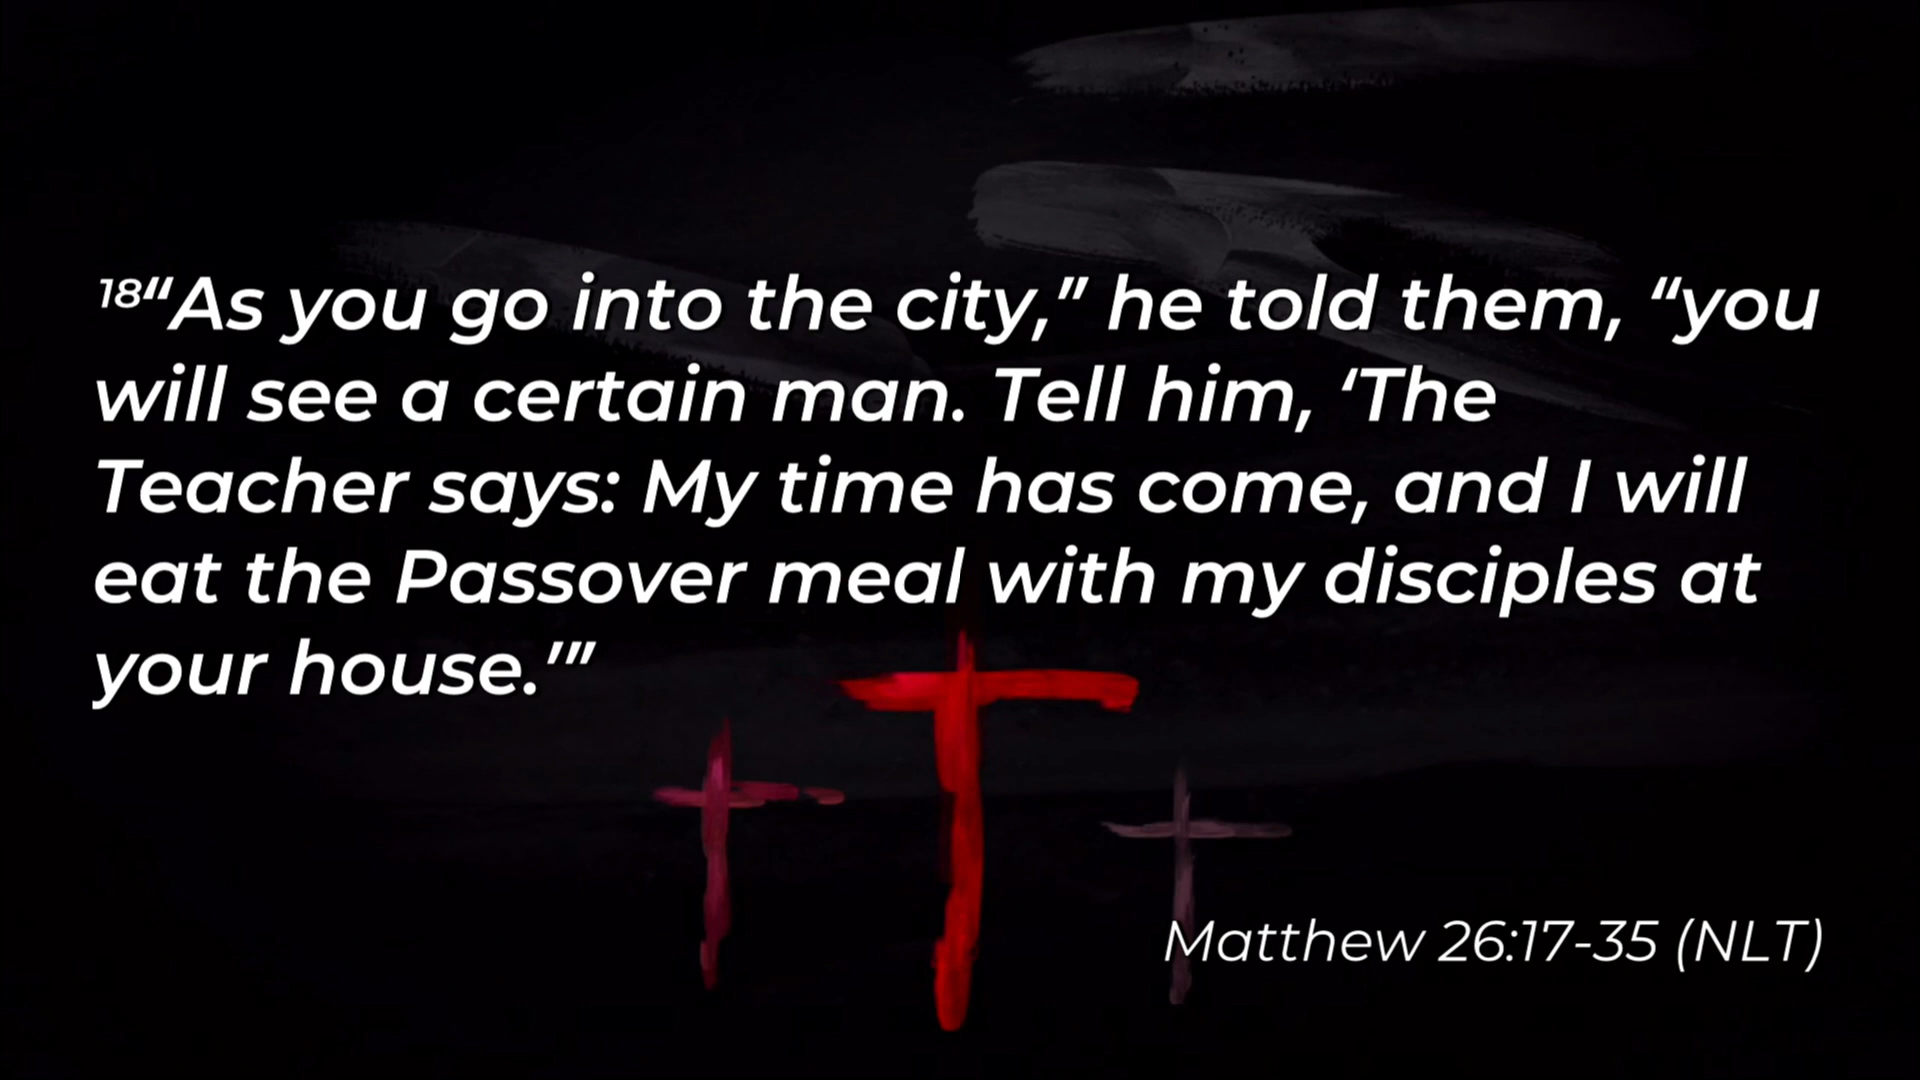 18“As you go into the city,” he told them, “you
will see a certain man. Tell him, ‘The
Teacher says: My time has come, and I will
eat the Passover meal with my disciples at
your house.’”
Matthew 26:17-35 (NLT)